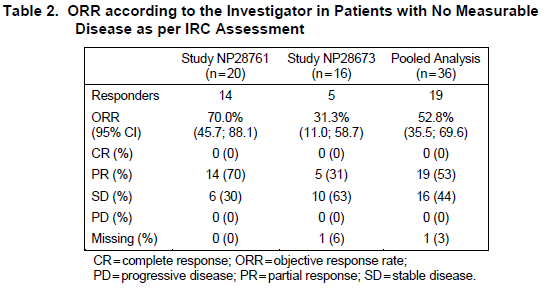 Table 2. ORR according to the Investigator in Patients with No Measurable
Disease as per IRC Assessment
Study NP28761 Study NP28673 Pooled Analysis
(n=20) (n=16) (n=36)
Responders 14 5 19
ORR 70.0% 31.3% 52.8%
(95% CI) (45.7; 88.1) (11.0; 58.7) (35.5; 69.6)
CR (%) 0 (0) 0 (0) 0 (0)
PR (%) 14 (70) 5 (31) 19 (53)
SD (%) 6 (30) 10 (63) 16 (44)
PD (%) 0 (0) 0 (0) 0 (0)
Missing (%) 0 (0) 1 (6) 1 (3)
CR=complete response; ORR=objective response rate;
PD=progressive disease; PR=partial response; SD=stable disease.